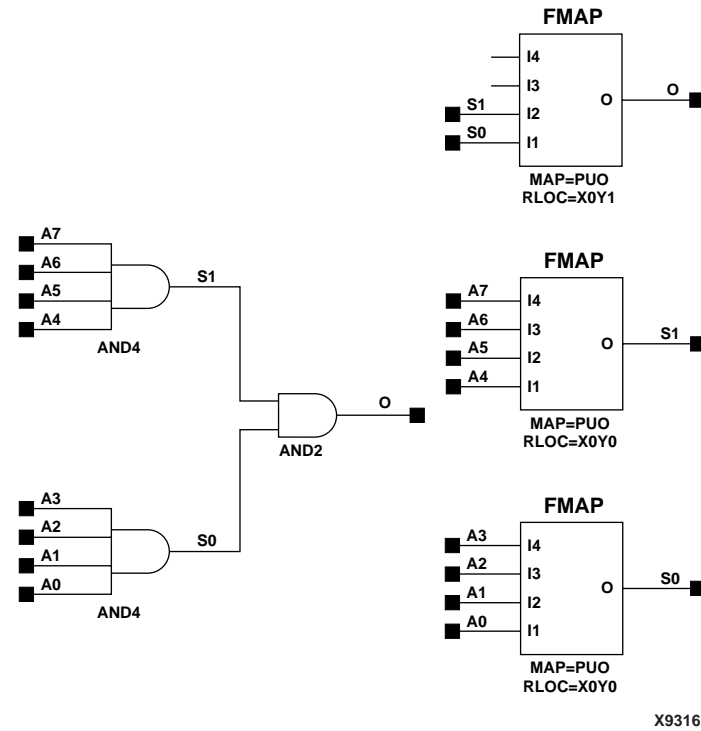 FMAP
I4
I3
S1 I2 O O
S0 I1
MAP=PUO
RLOC=X0Y1
A7
A6 S1
A5
A4
AND4
O
AND2
A3
A2
A1 S0
A0
AND4
FMAP
A7 I4
A6 I3
A5 I2 O S1
A4 I1
MAP=PUO
RLOC=X0Y0
FMAP
A3 I4
A2 I3
A1 I2 O S0
A0 I1
MAP=PUO
RLOC=X0Y0
X9316